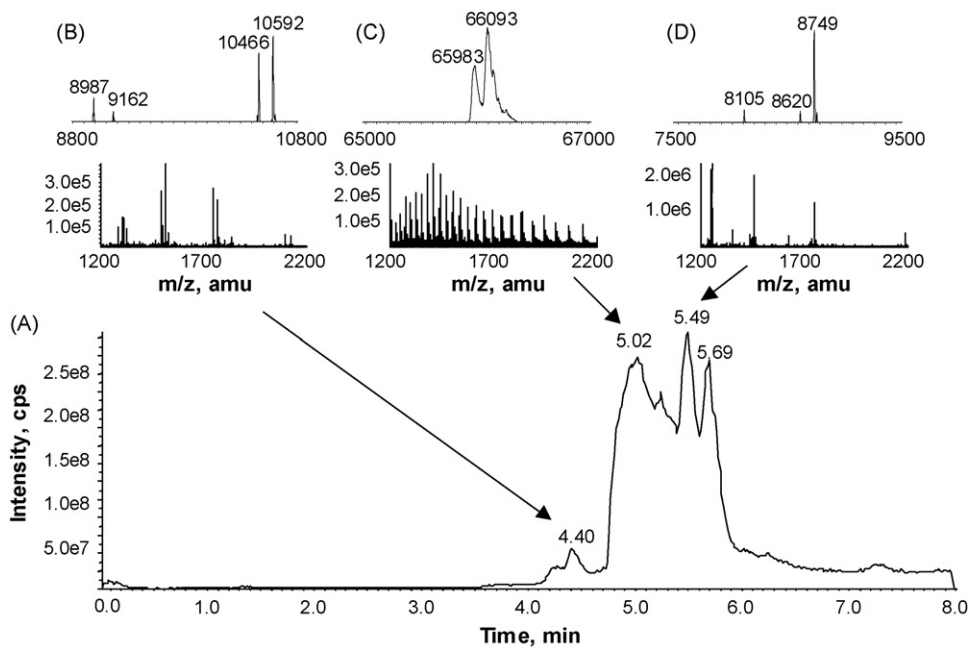 (B)
10592
10466
8987
9162
8800
10800
3.0e5
2.0e5
1.0e5
1200
1700
2200
m/z, amu
(C)
66093
65983
65000
67000
3.0e5
2.0e5
1.0e5
1200
1700
2200
m/z, amu
(D)
8749
8105
8620
7500
9500
2.0e6
1.0e6
1200
1700
2200
m/z, amu
(A)
5.02
5.49
5.69
4.40
2.5e8
2.0e8
1.5e8
1.0e8
5.0e7
Intensity, cps
0.0
1.0
2.0
3.0
4.0
5.0
6.0
7.0
8.0
Time, min